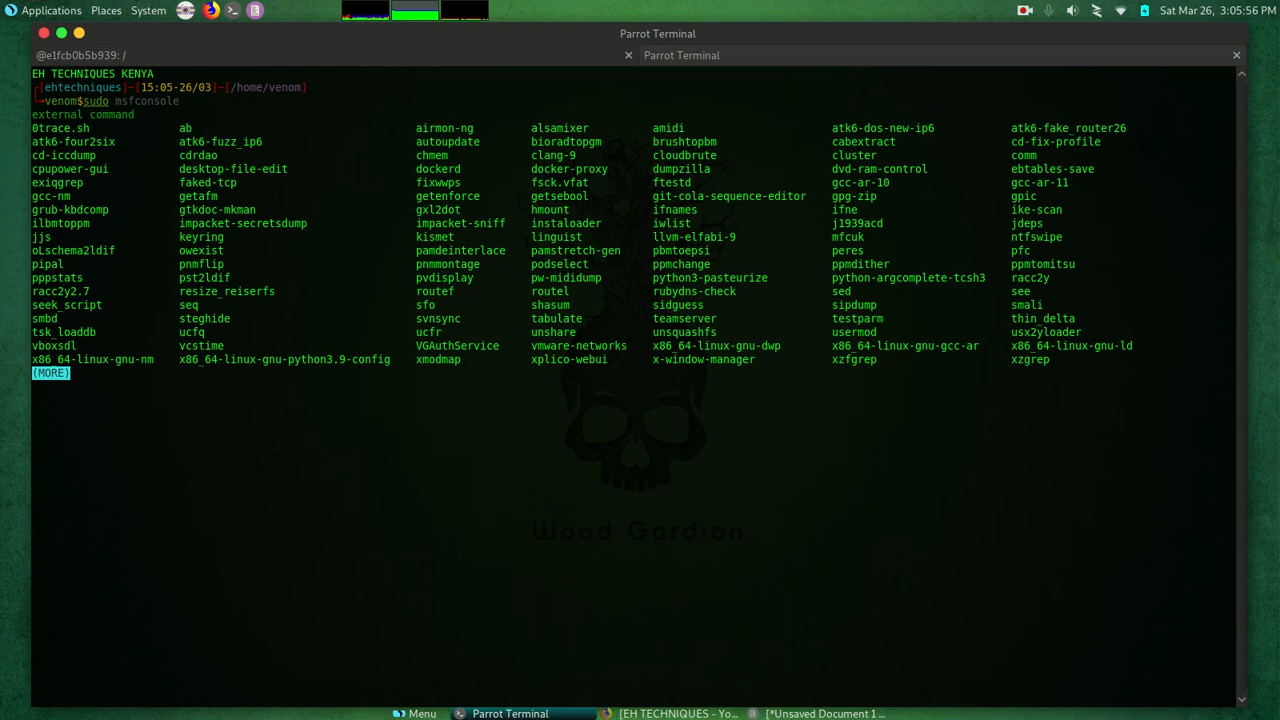 Applications Places System Sat Mar 26, 3:05:56 PM
Parrot Terminal
@e1fcb0b5b939: / Parrot Terminal
EH TECHNIQUES KENYA
[ehtechniques]-[15:05-26/03]-[/home/venom]
venom$sudo msfconsole
external command
0trace.sh ab airmon-ng alsamixer amidi atk6-dos-new-ip6 atk6-fake_router26
atk6-four2six atk6-fuzz_ip6 autoupdate bioradtopgm brushtopbm cabextract cd-fix-profile
cd-iccdump cdrdao chmem clang-9 cloudbrute cluster comm
cpupower-gui desktop-file-edit dockerd docker-proxy dumpzilla dvd-ram-control ebtables-save
exiqgrep faked-tcp fixwwps fsck.vfat ftestd gcc-ar-10 gcc-ar-11
gcc-nm getafm getenforce getsebool git-cola-sequence-editor gpg-zip gpic
grub-kbdcomp gtkdoc-mkman gxl2dot hmount ifnames ifne ike-scan
ilbmtoppm impacket-secretsdump impacket-sniff instaloader iwlist j1939acd jdeps
jjs keyring kismet linguist llvm-elfabi-9 mfcuk ntfswipe
oLschema2ldif owexist pamdeinterlace pamstretch-gen pbmtoepsi peres pfc
pipal pnmflip pnmmontage podselect ppmchange ppmdither ppmtomitsu
pppstats pst2ldif pvdisplay pw-mididump python3-pasteurize python-argcomplete-tcsh3 racc2y
racc2y2.7 resize_reiserfs routef routel rubydns-check sed see
seek_script seq sfo shasum sidguess sipdump smali
smbd steghide svnsync tabulate teamserver testparm thin_delta
tsk_loaddb ucfq ucfr unshare unsquashfs usermod usx2yloader
vboxsdl vcstime VGAuthService vmware-networks x86_64-linux-gnu-dwp x86_64-linux-gnu-gcc-ar x86_64-linux-gnu-ld
x86_64-linux-gnu-nm x86_64-linux-gnu-python3.9-config xmodmap xplico-webui x-window-manager xzfgrep xzgrep
(MORE)
Wood Gardian
Menu Parrot Terminal [EH TECHNIQUES - Yo... [*Unsaved Document 1 ...